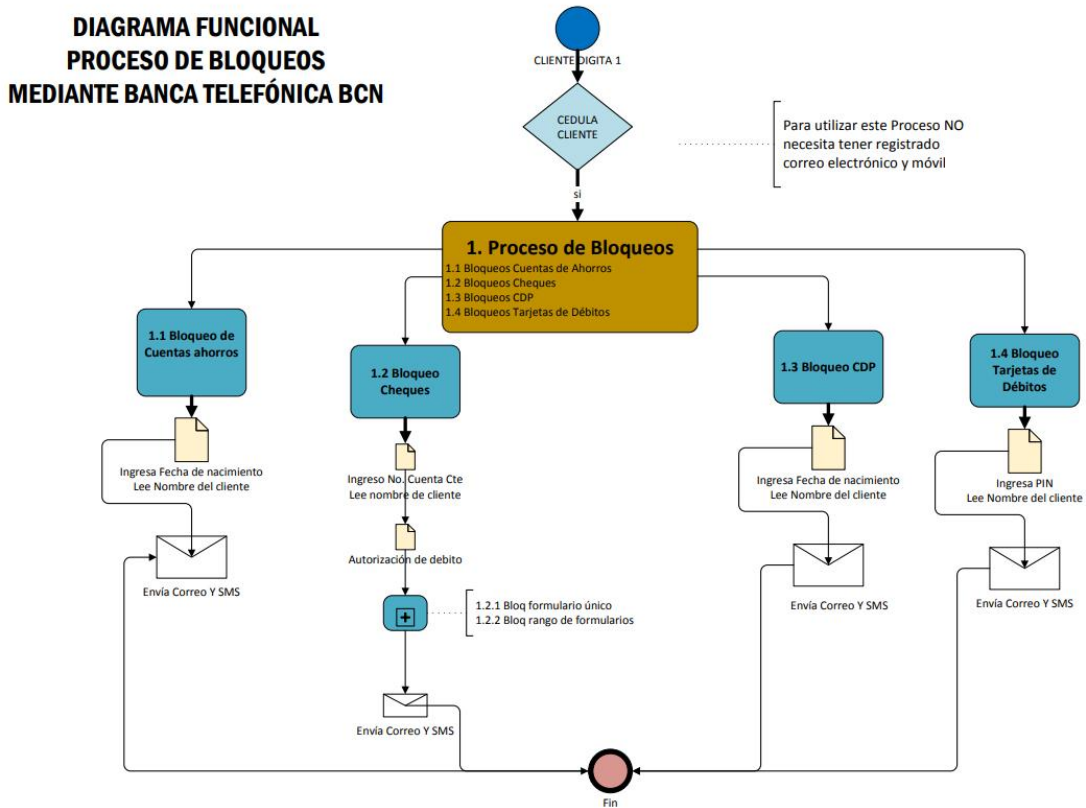 DIAGRAMA FUNCIONAL
PROCESO DE BLOQUEOS
MEDIANTE BANCA TELEFÓNICA BCN
CLIENTE DIGITA 1
CEDULA
CLIENTE
Para utilizar este Proceso NO
necesita tener registrado
correo electrónico y móvil
si
1. Proceso de Bloqueos
1.1 Bloqueos Cuentas de Ahorros
1.2 Bloqueos Cheques
1.3 Bloqueos CDP
1.4 Bloqueos Tarjetas de Débitos
1.1 Bloqueo de
Cuentas ahorros
Ingresa Fecha de nacimiento
Lee Nombre del cliente
Envía Correo Y SMS
1.2 Bloqueo
Cheques
Ingreso No. Cuenta Cte
Lee nombre de cliente
Autorización de debito
1.2.1 Bloq formulario único
1.2.2 Bloq rango de formularios
Envía Correo Y SMS
1.3 Bloqueo CDP
Ingresa Fecha de nacimiento
Lee Nombre del cliente
Envía Correo Y SMS
1.4 Bloqueo
Tarjetas de
Débitos
Ingresa PIN
Lee Nombre del cliente
Envía Correo Y SMS
Fin